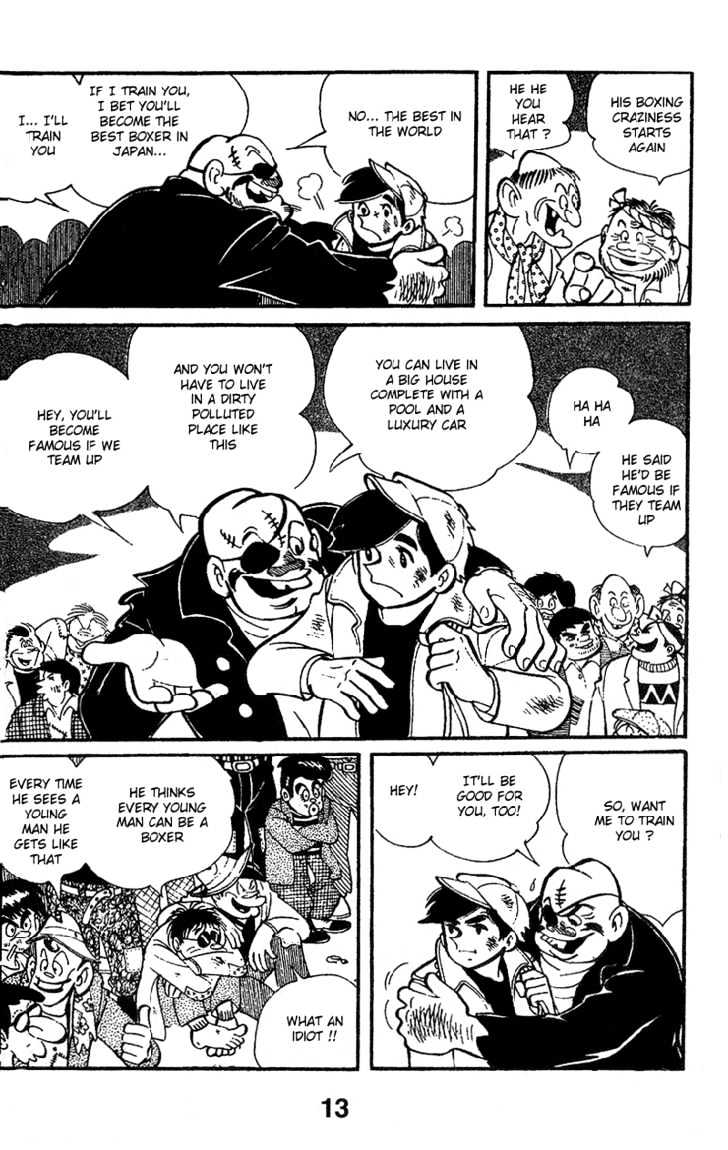 I... I'LL
TRAIN
YOU
IF I TRAIN YOU,
I BET YOU'LL
BECOME THE
BEST BOXER IN
JAPAN...
NO... THE BEST IN
THE WORLD
HE HE
YOU
HEAR
THAT ?
HIS BOXING
CRAZINESS
STARTS
AGAIN
HEY, YOU'LL
BECOME
FAMOUS IF WE
TEAM UP
AND YOU WON'T
HAVE TO LIVE
IN A DIRTY
POLLUTED
PLACE LIKE
THIS
YOU CAN LIVE IN
A BIG HOUSE
COMPLETE WITH A
POOL AND A
LUXURY CAR
HA HA
HA
HE SAID
HE'D BE
FAMOUS IF
THEY TEAM
UP
EVERY TIME
HE SEES A
YOUNG
MAN HE
GETS LIKE
THAT
HE THINKS
EVERY YOUNG
MAN CAN BE A
BOXER
WHAT AN
IDIOT !!
HEY!
IT'LL BE
GOOD FOR
YOU, TOO!
SO, WANT
ME TO TRAIN
YOU ?
13